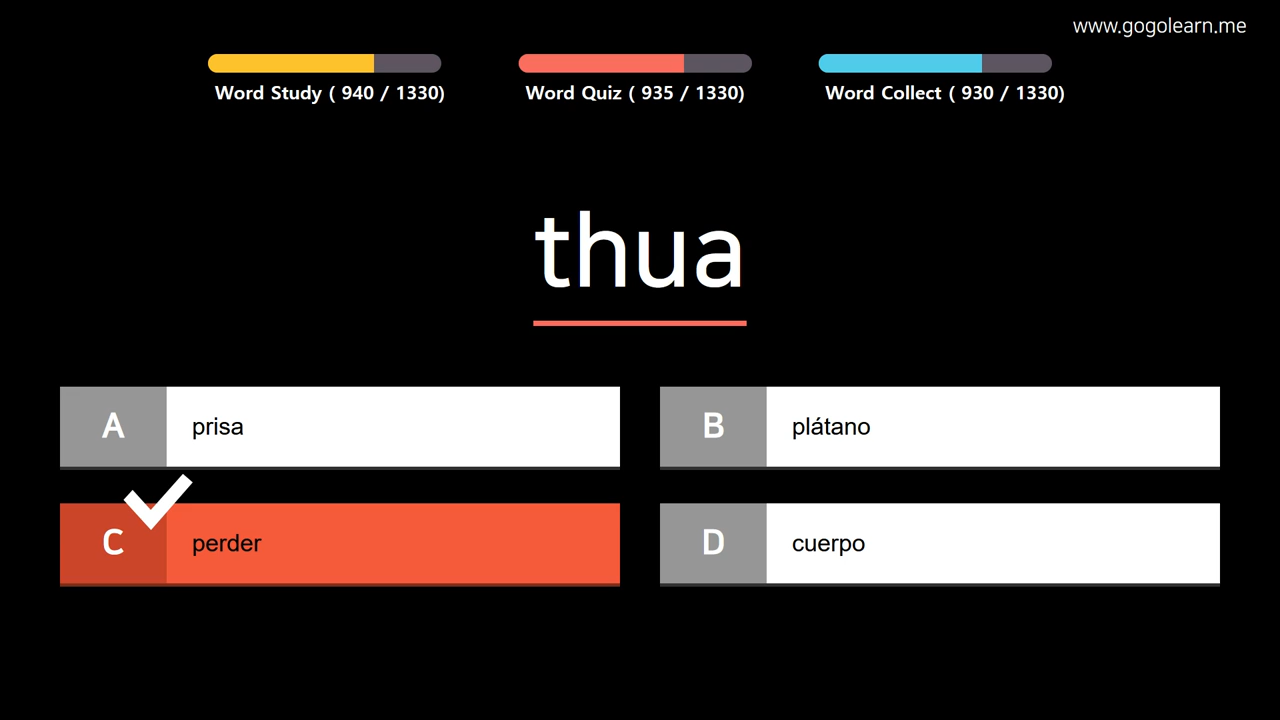 www.gogolearn.me
Word Study ( 940 / 1330)
Word Quiz ( 935 / 1330)
Word Collect ( 930 / 1330)
thua
A prisa
B plátano
C perder
D cuerpo